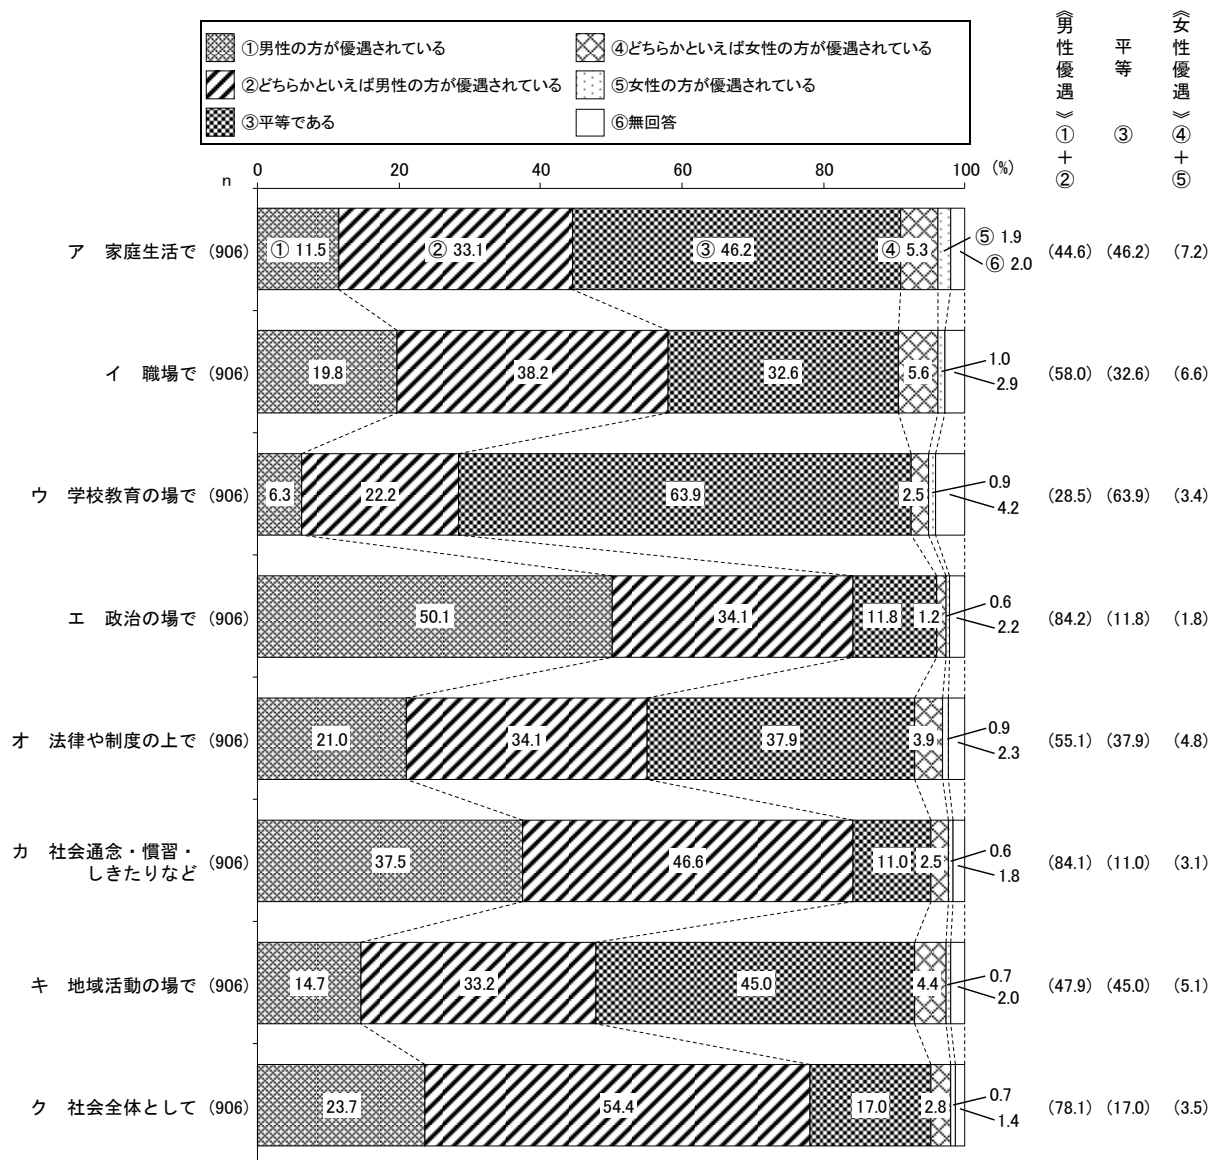 ①男性の方が優遇されている
②どちらかといえば男性の方が優遇されている
③平等である
④どちらかといえば女性の方が優遇されている
⑤女性の方が優遇されている
⑥無回答
《男性優遇》①+②
平等 ③
《女性優遇》④+⑤
n 0 20 40 60 80 100 (%)
ア 家庭生活で (906) ① 11.5 ② 33.1 ③ 46.2 ④ 5.3 ⑤ 1.9 ⑥ 2.0 (44.6) (46.2) (7.2)
イ 職場で (906) 19.8 38.2 32.6 5.6 1.0 2.9 (58.0) (32.6) (6.6)
ウ 学校教育の場で (906) 6.3 22.2 63.9 2.5 0.9 4.2 (28.5) (63.9) (3.4)
エ 政治の場で (906) 50.1 34.1 11.8 1.2 0.6 2.2 (84.2) (11.8) (1.8)
オ 法律や制度の上で (906) 21.0 34.1 37.9 3.9 0.9 2.3 (55.1) (37.9) (4.8)
カ 社会通念・慣習・
しきたりなど (906) 37.5 46.6 11.0 2.5 0.6 1.8 (84.1) (11.0) (3.1)
キ 地域活動の場で (906) 14.7 33.2 45.0 4.4 0.7 2.0 (47.9) (45.0) (5.1)
ク 社会全体として (906) 23.7 54.4 17.0 2.8 0.7 1.4 (78.1) (17.0) (3.5)